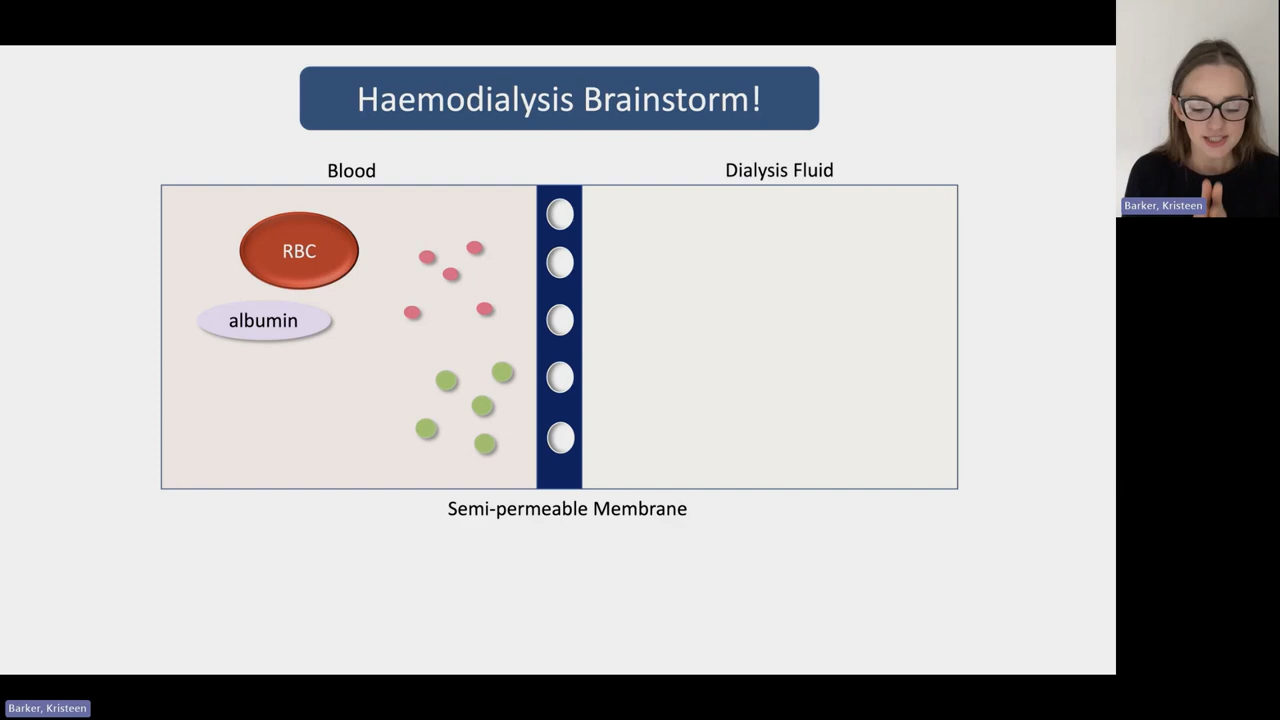 Haemodialysis Brainstorm!
Blood
Dialysis Fluid
RBC
albumin
Semi-permeable Membrane
Barker, Kristeen
Barker, Kristeen